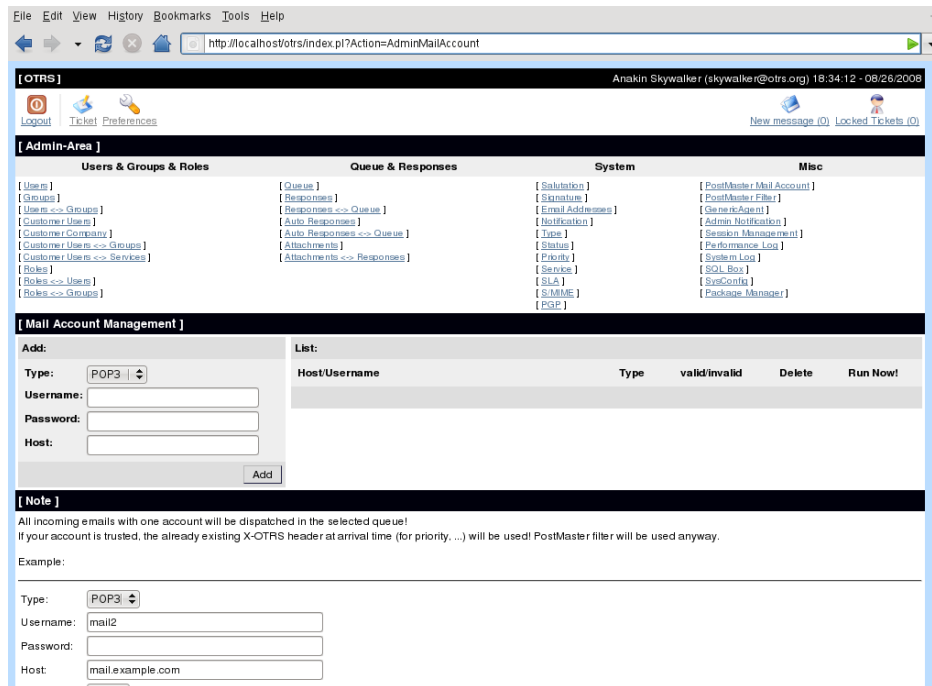 File Edit View History Bookmarks Tools Help
http://localhost/otrs/index.pl?Action=AdminMailAccount
[ OTRS ] Anakin Skywalker (skywalker@otrs.org) 18:34:12 - 08/26/2008
Logout Ticket Preferences New message (0) Locked Tickets (0)
[ Admin-Area ]
Users & Groups & Roles Queue & Responses System Misc
[ Users ] [ Queue ] [ Salutation ] [ PostMaster Mail Account ]
[ Groups ] [ Responses ] [ Signature ] [ PostMaster Filter ]
[ Users <-> Groups ] [ Responses <-> Queue ] [ Email Addresses ] [ GenericAgent ]
[ Customer Users ] [ Auto Responses ] [ Notification ] [ Admin Notification ]
[ Customer Company ] [ Auto Responses <-> Queue ] [ Type ] [ Session Management ]
[ Customer Users <-> Groups ] [ Attachments ] [ Status ] [ Performance Log ]
[ Customer Users <-> Services ] [ Attachments <-> Responses ] [ Priority ] [ System Log ]
[ Roles ] [ Service ] [ SQL Box ]
[ Roles <-> Users ] [ SLA ] [ SysConfig ]
[ Roles <-> Groups ] [ S/MIME ] [ Package Manager ]
[ PGP ]
[ Mail Account Management ]
Add: List:
Type: POP3 Host/Username Type valid/invalid Delete Run Now!
Username:
Password:
Host:
Add
[ Note ]
All incoming emails with one account will be dispatched in the selected queue!
If your account is trusted, the already existing X-OTRS header at arrival time (for priority, ...) will be used! PostMaster filter will be used anyway.
Example:
Type: POP3
Username: mail2
Password:
Host: mail.example.com